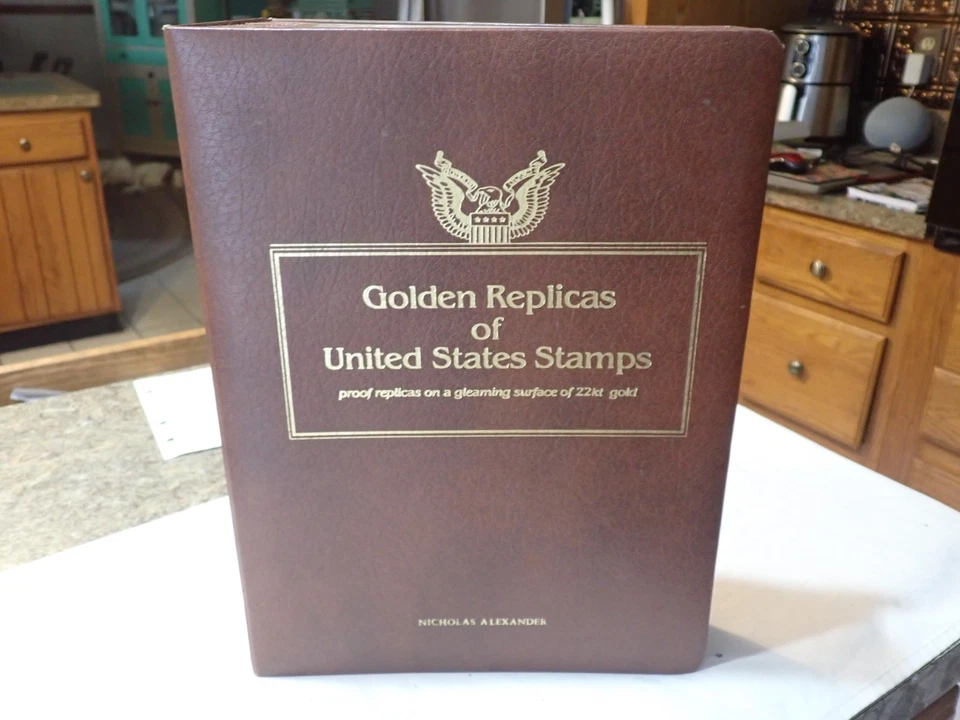 Golden Replicas
of
United States Stamps
proof replicas on a gleaming surface of 22kt gold
NICHOLAS ALEXANDER